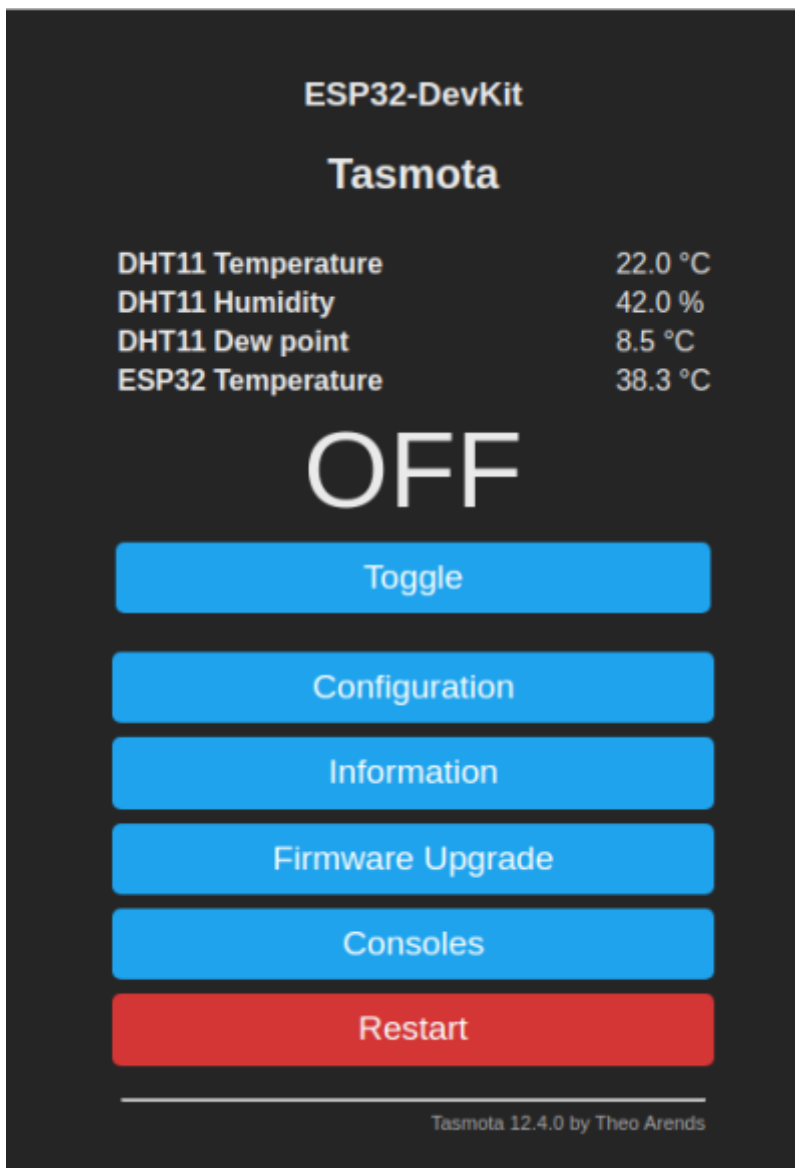 ESP32-DevKit
Tasmota
DHT11 Temperature 22.0 °C
DHT11 Humidity 42.0 %
DHT11 Dew point 8.5 °C
ESP32 Temperature 38.3 °C
OFF
Toggle
Configuration
Information
Firmware Upgrade
Consoles
Restart
Tasmota 12.4.0 by Theo Arends